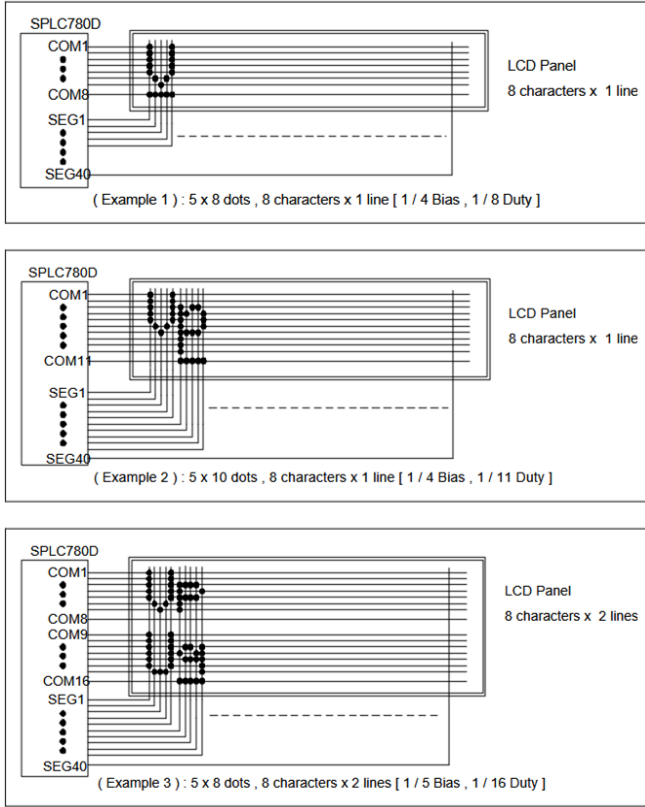 SPLC780D
COM1
COM8
SEG1
SEG40
LCD Panel
8 characters x 1 line
( Example 1 ) : 5 x 8 dots , 8 characters x 1 line [ 1 / 4 Bias , 1 / 8 Duty ]
SPLC780D
COM1
COM11
SEG1
SEG40
LCD Panel
8 characters x 1 line
( Example 2 ) : 5 x 10 dots , 8 characters x 1 line [ 1 / 4 Bias , 1 / 11 Duty ]
SPLC780D
COM1
COM8
COM9
COM16
SEG1
SEG40
LCD Panel
8 characters x 2 lines
( Example 3 ) : 5 x 8 dots , 8 characters x 2 lines [ 1 / 5 Bias , 1 / 16 Duty ]